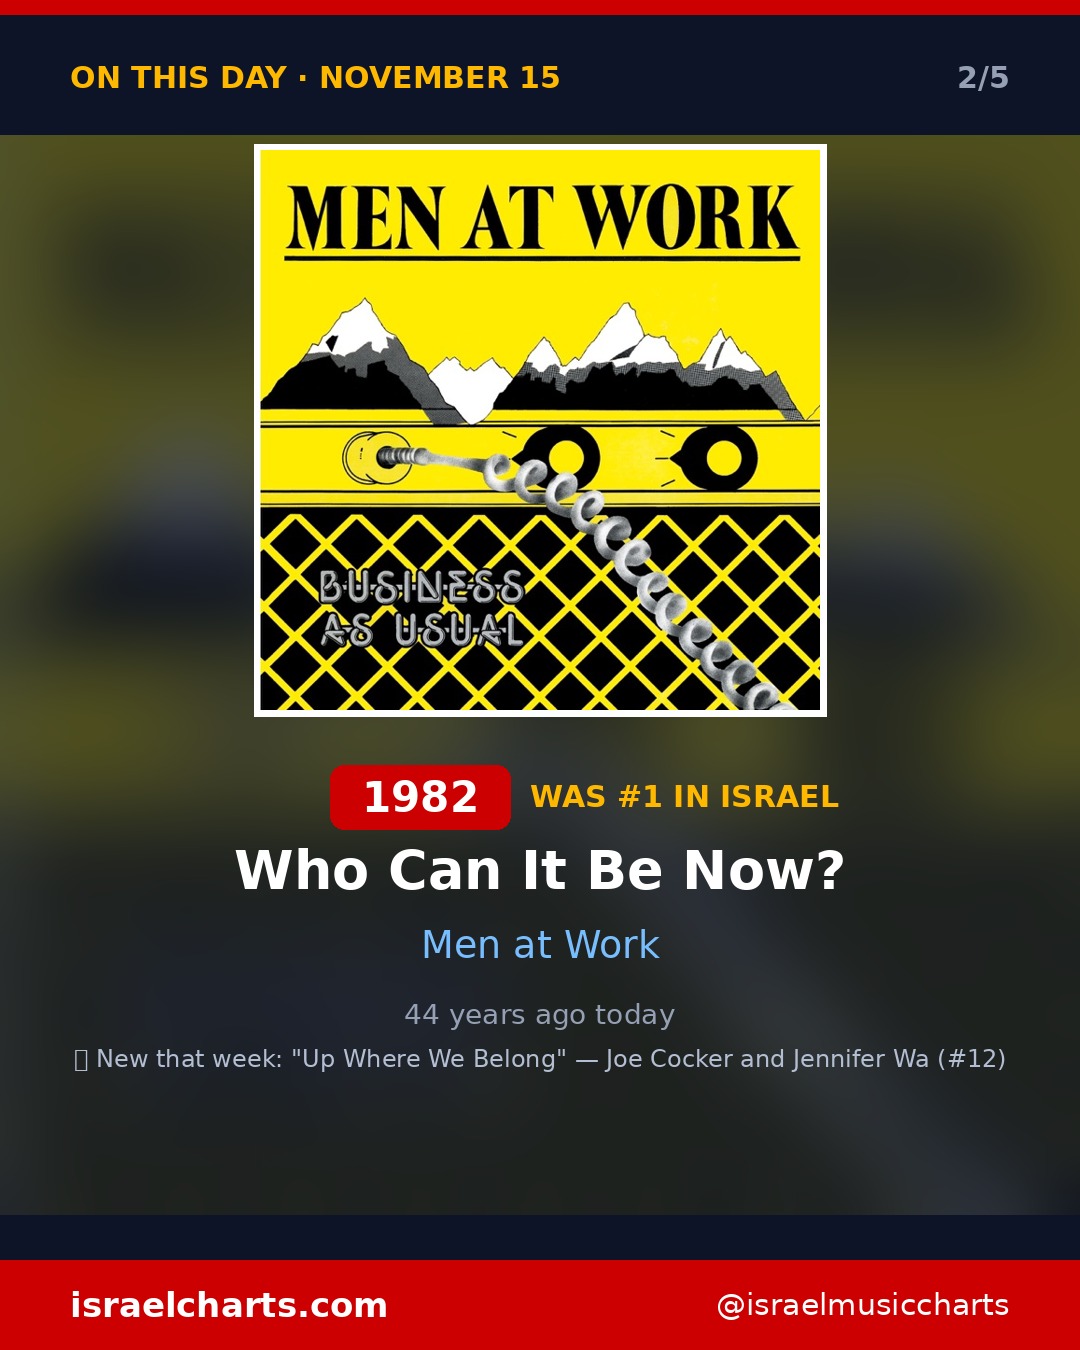 ON THIS DAY · NOVEMBER 15
2/5
MEN AT WORK
BUSINESS
AS USUAL
1982 WAS #1 IN ISRAEL
Who Can It Be Now?
Men at Work
44 years ago today
New that week: "Up Where We Belong" — Joe Cocker and Jennifer Wa (#12)
israelcharts.com
@israelmusiccharts